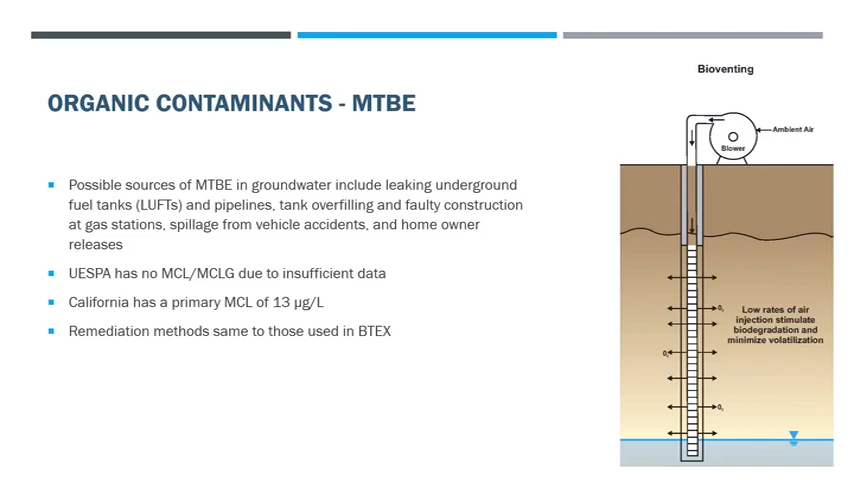 Bioventing
ORGANIC CONTAMINANTS - MTBE
Possible sources of MTBE in groundwater include leaking underground
fuel tanks (LUFTs) and pipelines, tank overfilling and faulty construction
at gas stations, spillage from vehicle accidents, and home owner
releases
UESPA has no MCL/MCLG due to insufficient data
California has a primary MCL of 13 µg/L
Remediation methods same to those used in BTEX
Ambient Air
Blower
O₂
Low rates of air
injection stimulate
biodegradation and
minimize volatilization
O₂
O₂